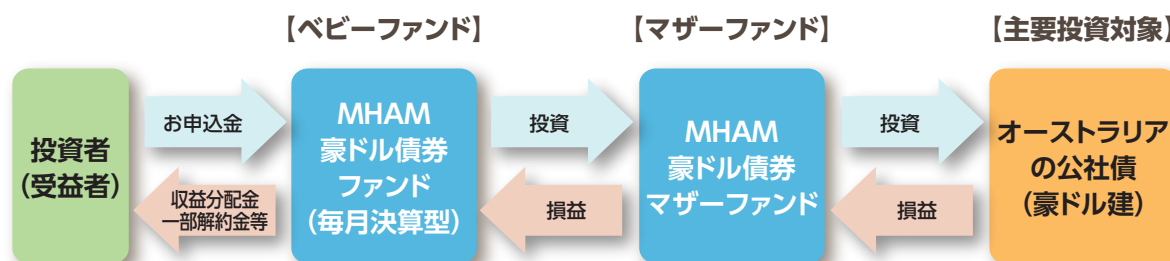 【ベビーファンド】
【マザーファンド】
【主要投資対象】
投資者
(受益者)
お申込金
収益分配金
一部解約金等
MHAM
豪ドル債券
ファンド
(毎月決算型)
投資
損益
MHAM
豪ドル債券
マザーファンド
投資
損益
オーストラリア
の公社債
(豪ドル建)